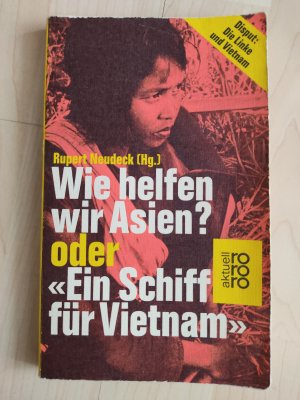 Disput:
Die Linke
und Vietnam
Rupert Neudeck (Hg.)
Wie helfen
wir Asien?
oder
«Ein Schiff
für Vietnam»
aktuell
rororo